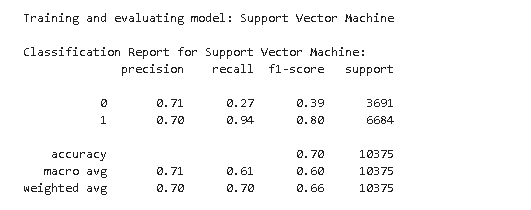 Training and evaluating model: Support Vector Machine
Classification Report for Support Vector Machine:
precision recall f1-score support
0 0.71 0.27 0.39 3691
1 0.70 0.94 0.80 6684
accuracy 0.70 10375
macro avg 0.71 0.61 0.60 10375
weighted avg 0.70 0.70 0.66 10375